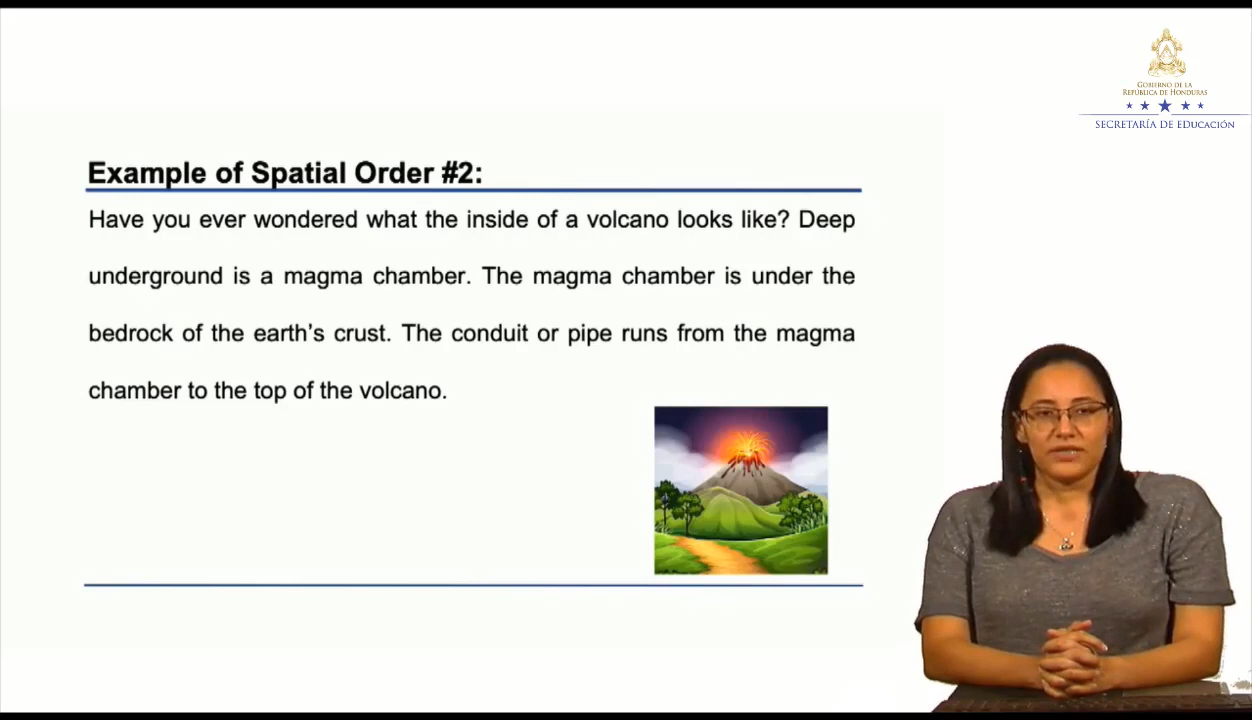 GOBIERNO DE LA
REPÚBLICA DE HONDURAS
SECRETARÍA DE EDUCACIÓN
Example of Spatial Order #2:
Have you ever wondered what the inside of a volcano looks like? Deep
underground is a magma chamber. The magma chamber is under the
bedrock of the earth’s crust. The conduit or pipe runs from the magma
chamber to the top of the volcano.